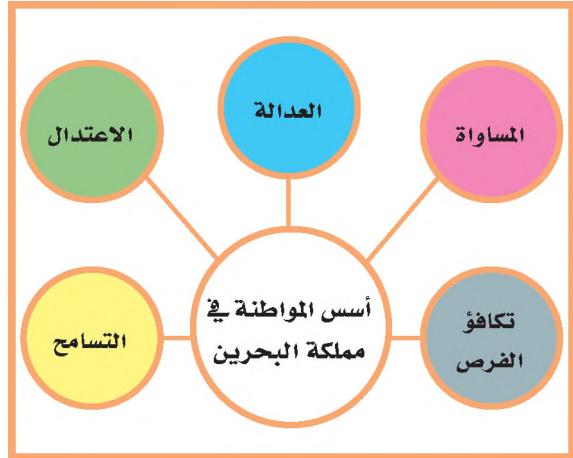 العدالة
المساواة
الاعتدال
أسس المواطنة في
مملكة البحرين
تكافؤ
الفرص
التسامح